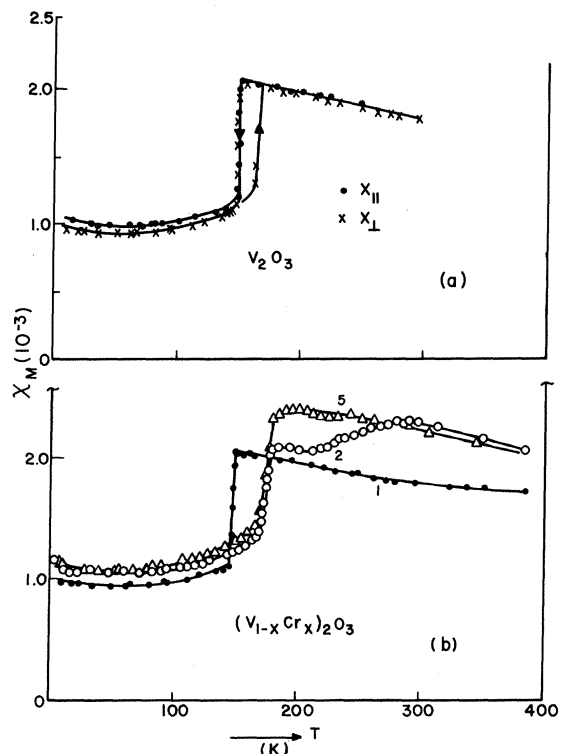 2.5
2.0
1.0
0
• X∥
x X⊥
V₂O₃
(a)
χM (10⁻³)
2.0
1.0
0
5
2
1
(V₁₋ₓCrₓ)₂O₃
(b)
100
200
300
400
T
(K)